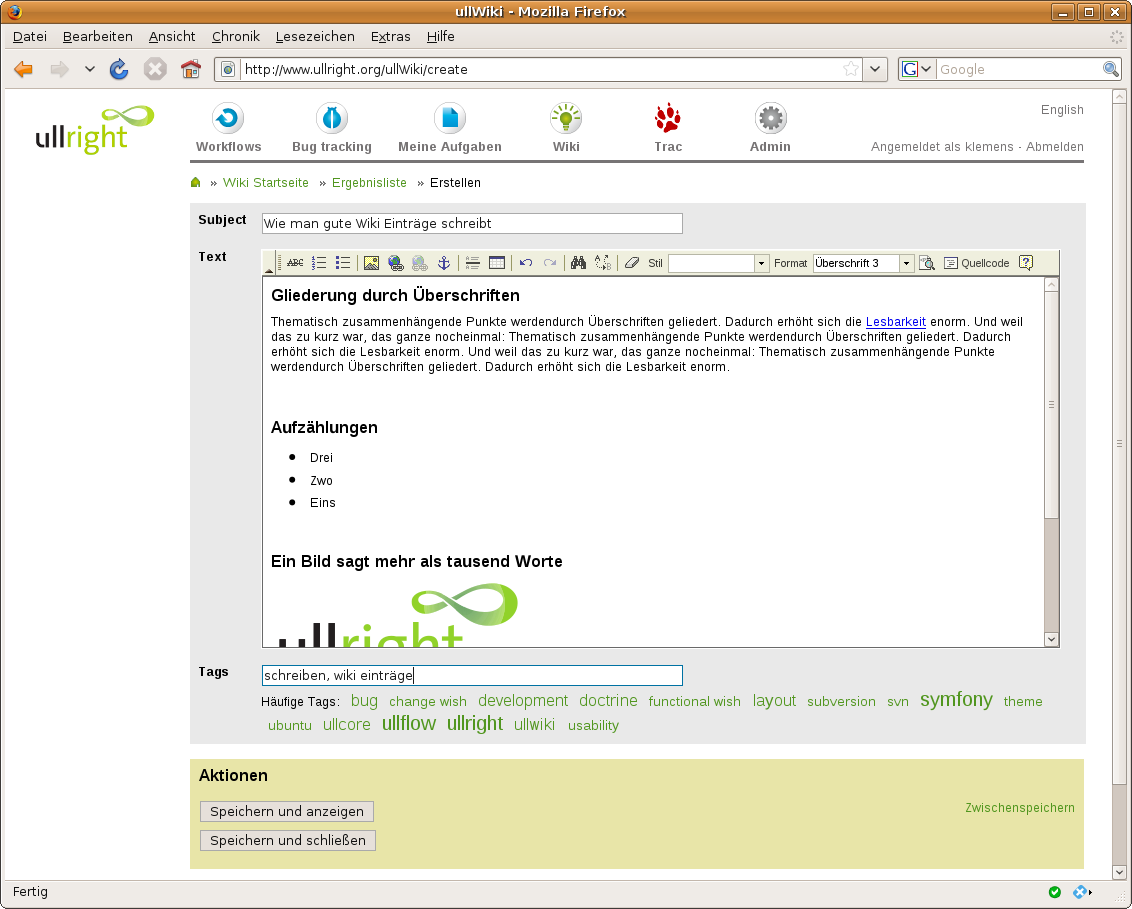 ullWiki - Mozilla Firefox
Datei Bearbeiten Ansicht Chronik Lesezeichen Extras Hilfe
http://www.ullright.org/ullWiki/create
G Google
ullright
English
Workflows Bug tracking Meine Aufgaben Wiki Trac Admin
Angemeldet als klemens · Abmelden
» Wiki Startseite » Ergebnisliste » Erstellen
Subject Wie man gute Wiki Einträge schreibt
Text
ABC Stil Format Überschrift 3 Quellcode
Gliederung durch Überschriften
Thematisch zusammenhängende Punkte werdendurch Überschriften geliedert. Dadurch erhöht sich die Lesbarkeit enorm. Und weil
das zu kurz war, das ganze nocheinmal: Thematisch zusammenhängende Punkte werdendurch Überschriften geliedert. Dadurch
erhöht sich die Lesbarkeit enorm. Und weil das zu kurz war, das ganze nocheinmal: Thematisch zusammenhängende Punkte
werdendurch Überschriften geliedert. Dadurch erhöht sich die Lesbarkeit enorm.
Aufzählungen
• Drei
• Zwo
• Eins
Ein Bild sagt mehr als tausend Worte
ullright
Tags schreiben, wiki einträge
Häufige Tags: bug change wish development doctrine functional wish layout subversion svn symfony theme
ubuntu ullcore ullflow ullright ullwiki usability
Aktionen
Speichern und anzeigen
Zwischenspeichern
Speichern und schließen
Fertig